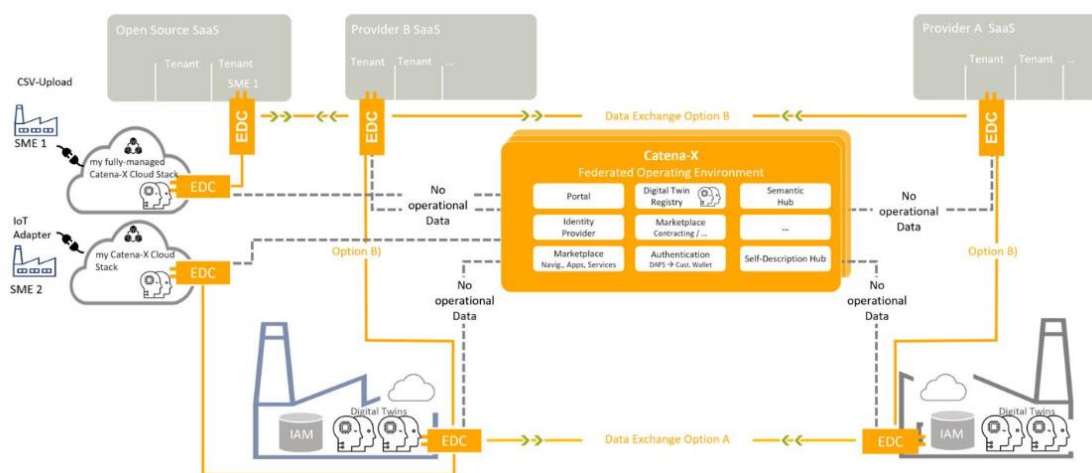 Open Source SaaS
Tenant
Tenant
SME 1
Provider B SaaS
Tenant
Tenant
...
Provider A SaaS
Tenant
Tenant
...
CSV-Upload
SME 1
my fully-managed
Catena-X Cloud Stack
EDC
EDC
EDC
Data Exchange Option B
EDC
IoT
Adapter
SME 2
my Catena-X Cloud
Stack
EDC
No
operational
Data
Option B)
Catena-X
Federated Operating Environment
Portal
Digital Twin
Registry
Semantic
Hub
Identity
Provider
Marketplace
Contracting / ...
...
Marketplace
Navig., Apps, Services
Authentication
DAPS → Cust. Wallet
Self-Description Hub
No
operational
Data
Option B)
No
operational
Data
No
operational
Data
IAM
Digital Twins
EDC
Data Exchange Option A
EDC
IAM
Digital Twins